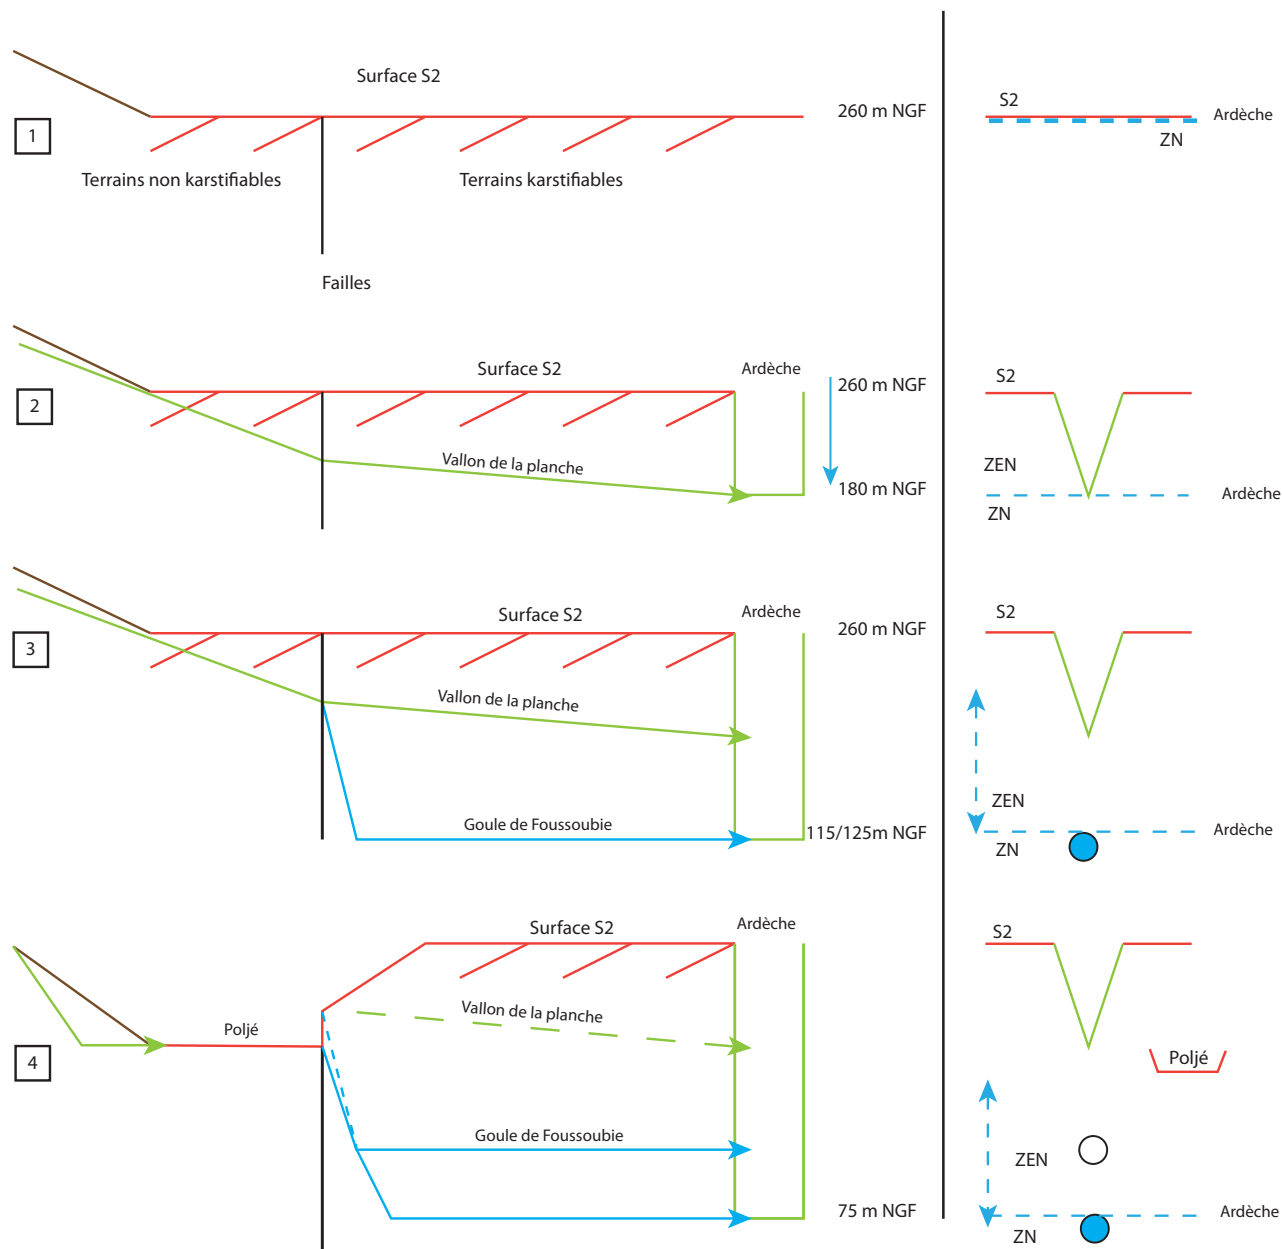 Surface S2
260 m NGF
S2
Ardèche
1
ZN
Terrains non karstifiables
Terrains karstifiables
Failles
Surface S2
Ardèche
260 m NGF
S2
2
Vallon de la planche
ZEN
180 m NGF
Ardèche
ZN
Surface S2
Ardèche
260 m NGF
S2
3
Vallon de la planche
ZEN
Goule de Foussoubie
115/125m NGF
Ardèche
ZN
Surface S2
Ardèche
S2
Vallon de la planche
Poljé
4
Poljé
Goule de Foussoubie
ZEN
75 m NGF
Ardèche
ZN